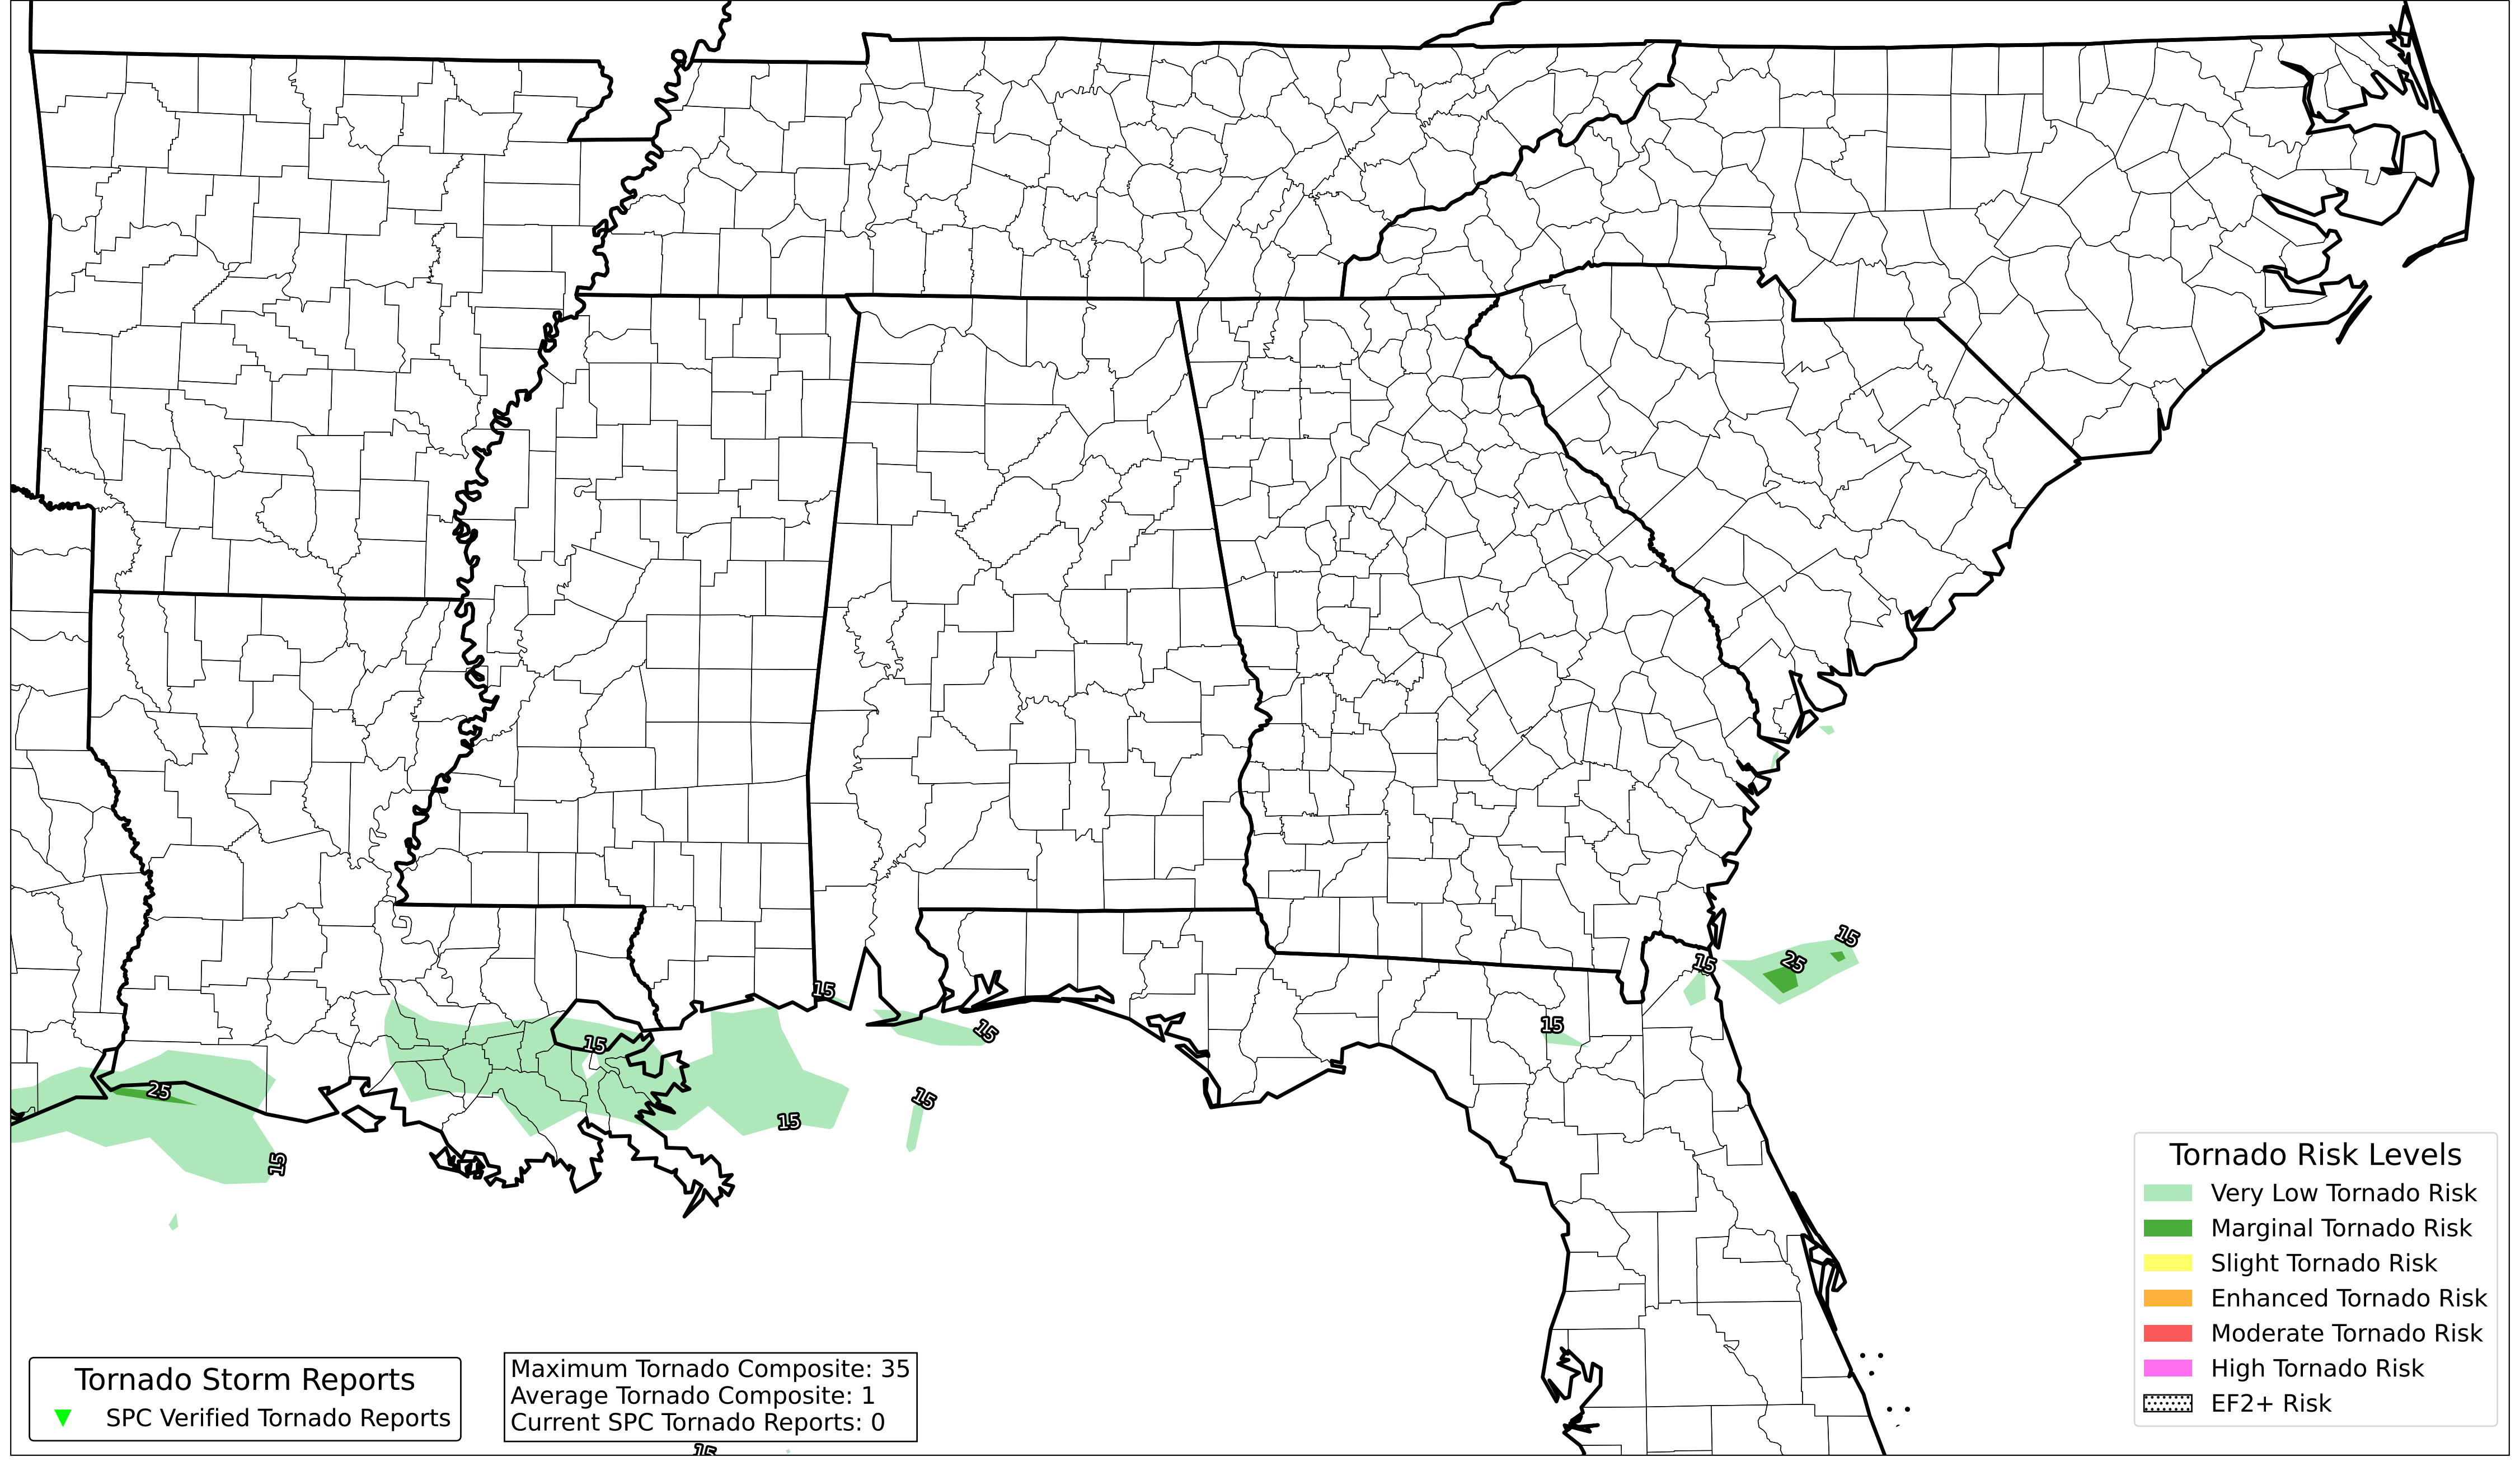 15
15
25
15
15
15
15
15
25
15
15
15
Tornado Risk Levels
Very Low Tornado Risk
Marginal Tornado Risk
Slight Tornado Risk
Enhanced Tornado Risk
Moderate Tornado Risk
High Tornado Risk
EF2+ Risk
Tornado Storm Reports
SPC Verified Tornado Reports
Maximum Tornado Composite: 35
Average Tornado Composite: 1
Current SPC Tornado Reports: 0
15